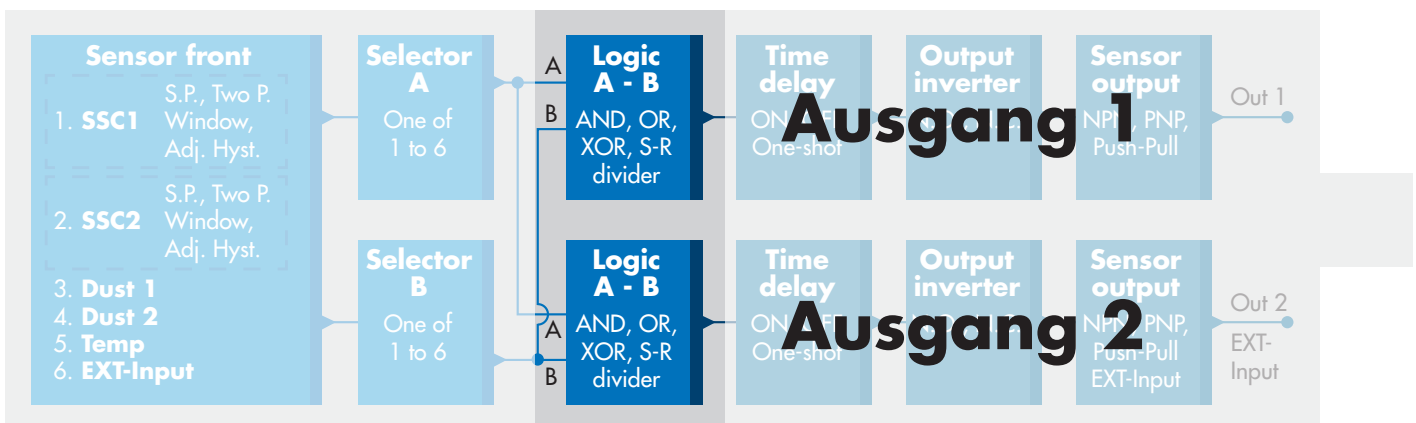 Sensor front
1. SSC1
S.P., Two P.
Window,
Adj. Hyst.
2. SSC2
S.P., Two P.
Window,
Adj. Hyst.
3. Dust 1
4. Dust 2
5. Temp
6. EXT-Input
Selector
A
One of
1 to 6
Selector
B
One of
1 to 6
A
B
Logic
A - B
AND, OR,
XOR, S-R
divider
Time
delay
One-shot
Output
inverter
Sensor
output
NPN, PNP,
Push-Pull
Ausgang 1
Out 1
A
B
Logic
A - B
AND, OR,
XOR, S-R
divider
Time
delay
One-shot
Output
inverter
Sensor
output
NPN, PNP,
Push-Pull
EXT-Input
Ausgang 2
Out 2
EXT-
Input